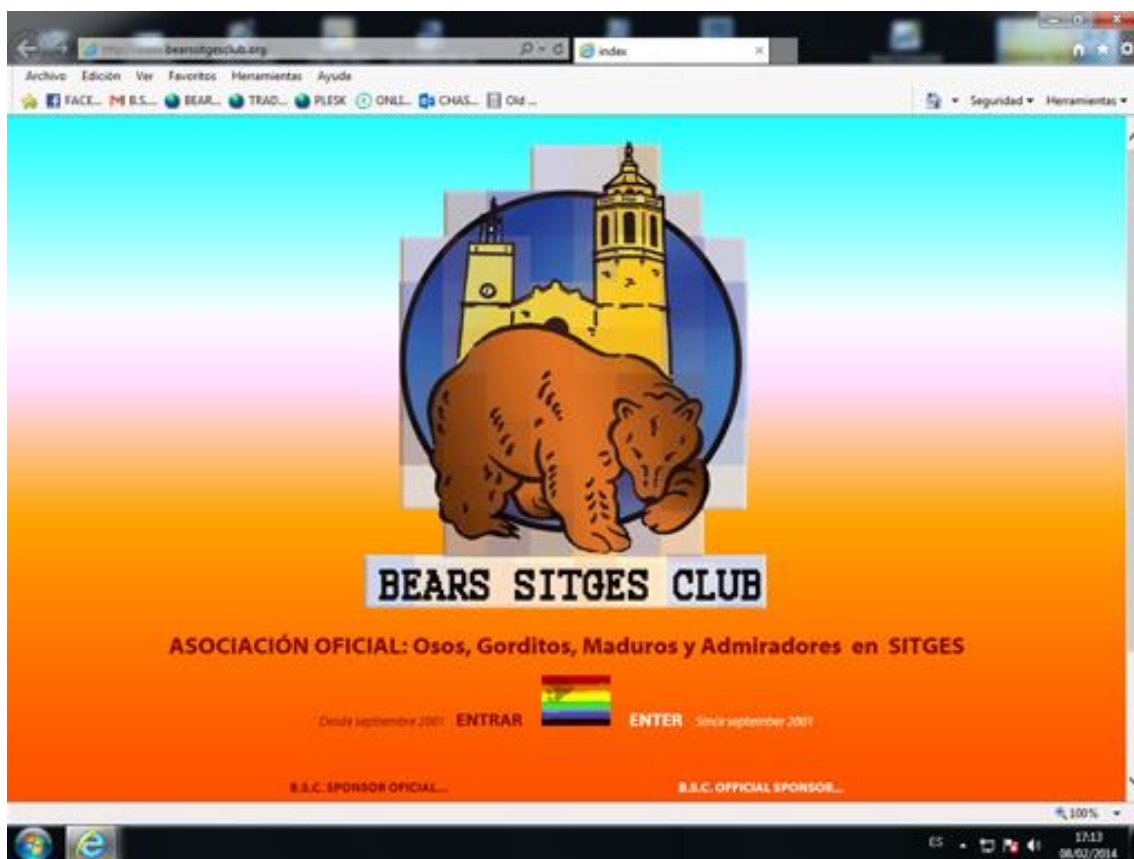 bearssitgesclub.org
index
Archivo Edición Ver Favoritos Herramientas Ayuda
FACE... B.S... BEAR... TRAD... PLESK ONLI... CHAS... Old ...
Seguridad Herramientas
BEARS SITGES CLUB
ASOCIACIÓN OFICIAL: Osos, Gorditos, Maduros y Admiradores en SITGES
Desde septiembre 2001 ENTRAR ENTER Since september 2001
B.S.C. SPONSOR OFICIAL... B.S.C. OFFICIAL SPONSOR...
100%
ES 17:13
08/02/2014